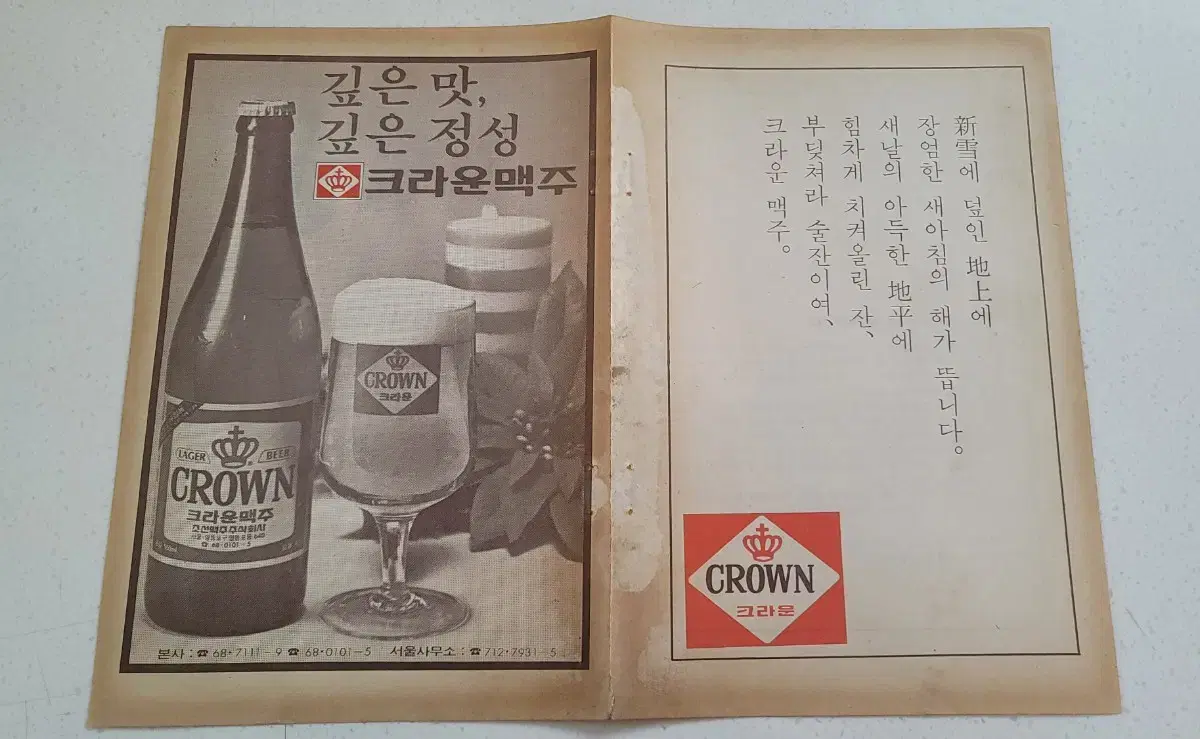 깊은 맛,
깊은 정성
크라운맥주
CROWN
크라운
LAGER BEER
CROWN
크라운맥주
조선맥주주식회사
☎ 68-0101-5
본사 : ☎ 68·7111-9 ☎ 68·0101-5 서울사무소 : ☎ 712·7931-5
新雪에 덮인 地上에
장엄한 새아침의 해가 뜹니다。
새날의 아득한 地平에
힘차게 치켜올린 잔、
부딪쳐라 술잔이여、
크라운 맥주。
CROWN
크라운